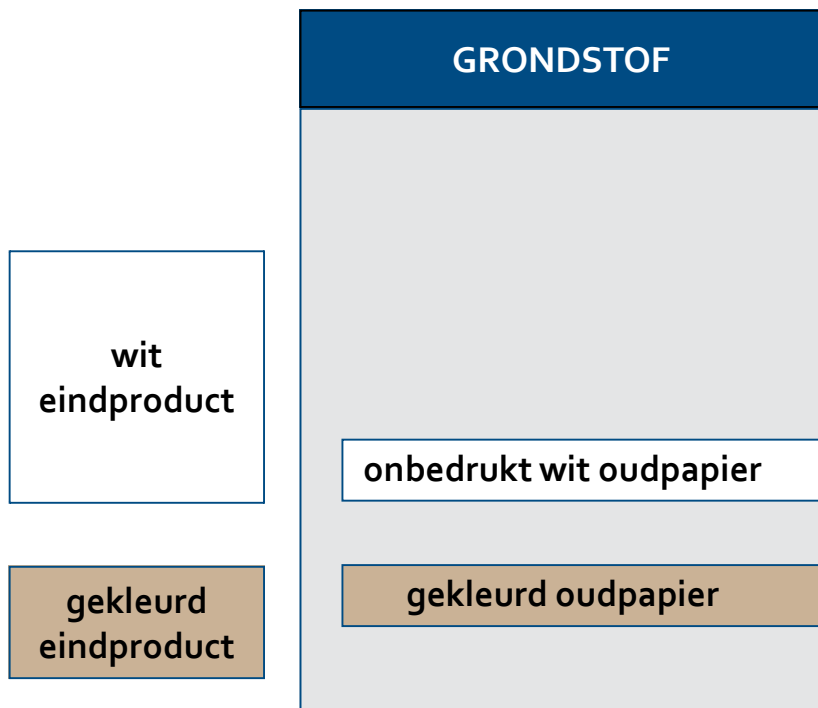 GRONDSTOF
wit
eindproduct
onbedrukt wit oudpapier
gekleurd
eindproduct
gekleurd oudpapier